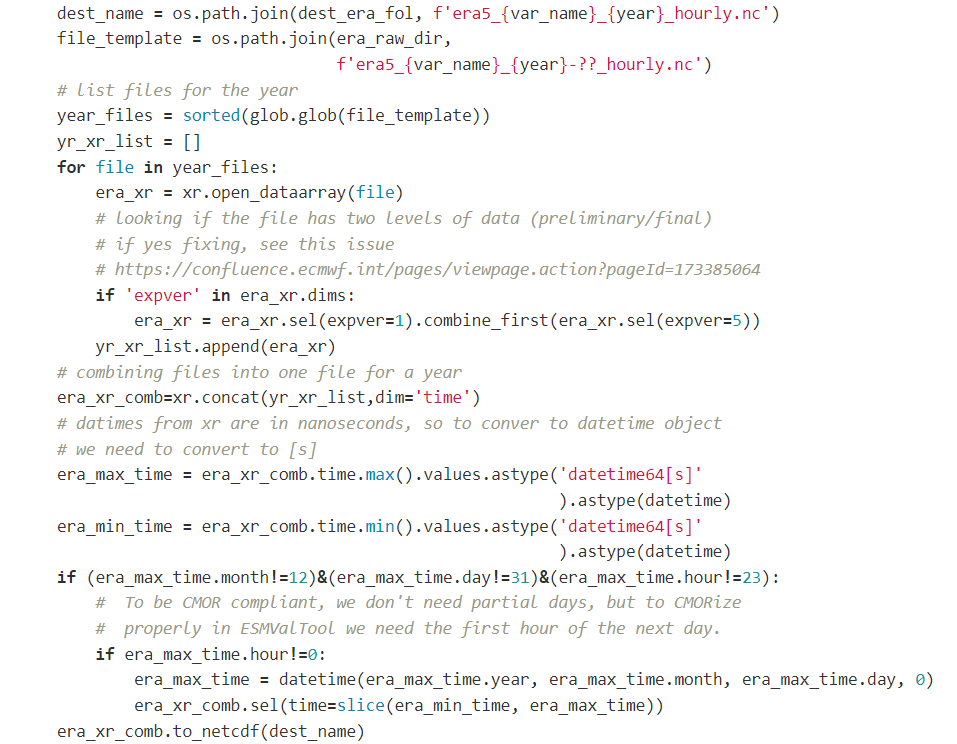 dest_name = os.path.join(dest_era_fol, f'era5_{var_name}_{year}_hourly.nc')
file_template = os.path.join(era_raw_dir,
                             f'era5_{var_name}_{year}-??_hourly.nc')
# list files for the year
year_files = sorted(glob.glob(file_template))
yr_xr_list = []
for file in year_files:
    era_xr = xr.open_dataarray(file)
    # looking if the file has two levels of data (preliminary/final)
    # if yes fixing, see this issue
    # https://confluence.ecmwf.int/pages/viewpage.action?pageId=173385064
    if 'expver' in era_xr.dims:
        era_xr = era_xr.sel(expver=1).combine_first(era_xr.sel(expver=5))
    yr_xr_list.append(era_xr)
# combining files into one file for a year
era_xr_comb=xr.concat(yr_xr_list,dim='time')
# datimes from xr are in nanoseconds, so to conver to datetime object
# we need to convert to [s]
era_max_time = era_xr_comb.time.max().values.astype('datetime64[s]'
                                                    ).astype(datetime)
era_min_time = era_xr_comb.time.min().values.astype('datetime64[s]'
                                                    ).astype(datetime)
if (era_max_time.month!=12)&(era_max_time.day!=31)&(era_max_time.hour!=23):
    #  To be CMOR compliant, we don't need partial days, but to CMORize
    #  properly in ESMValTool we need the first hour of the next day.
    if era_max_time.hour!=0:
        era_max_time = datetime(era_max_time.year, era_max_time.month, era_max_time.day, 0)
        era_xr_comb.sel(time=slice(era_min_time, era_max_time))
era_xr_comb.to_netcdf(dest_name)